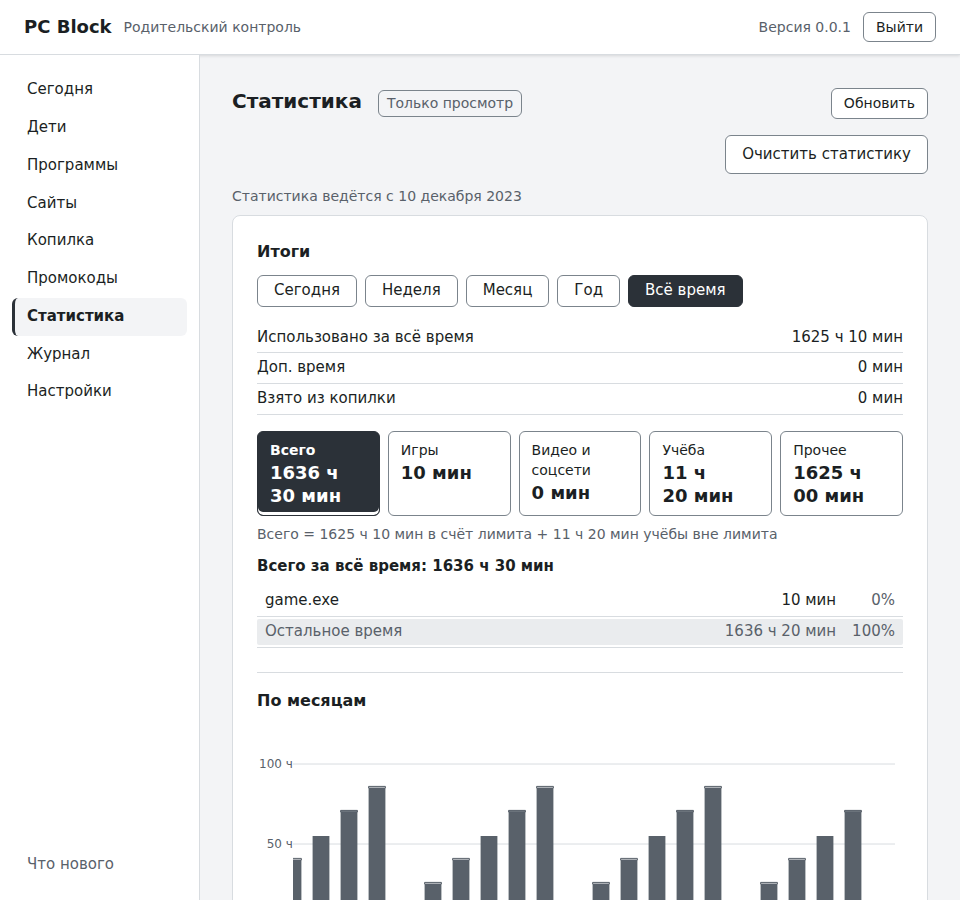 PC Block Родительский контроль Версия 0.0.1 Выйти
Сегодня
Дети
Программы
Сайты
Копилка
Промокоды
Статистика
Журнал
Настройки
Что нового
Статистика Только просмотр Обновить
Очистить статистику
Статистика ведётся с 10 декабря 2023
Итоги
Сегодня Неделя Месяц Год Всё время
Использовано за всё время 1625 ч 10 мин
Доп. время 0 мин
Взято из копилки 0 мин
Всего
1636 ч
30 мин
Игры
10 мин
Видео и
соцсети
0 мин
Учёба
11 ч
20 мин
Прочее
1625 ч
00 мин
Всего = 1625 ч 10 мин в счёт лимита + 11 ч 20 мин учёбы вне лимита
Всего за всё время: 1636 ч 30 мин
game.exe 10 мин 0%
Остальное время 1636 ч 20 мин 100%
По месяцам
100 ч
50 ч